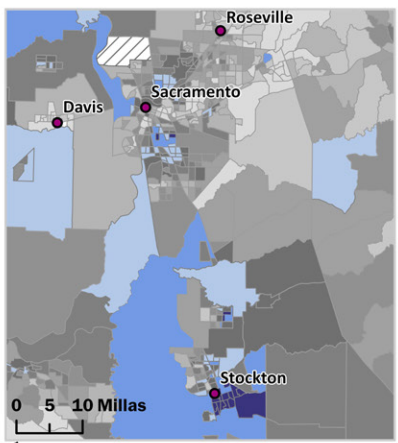 Roseville
Sacramento
Davis
Stockton
0 5 10 Millas